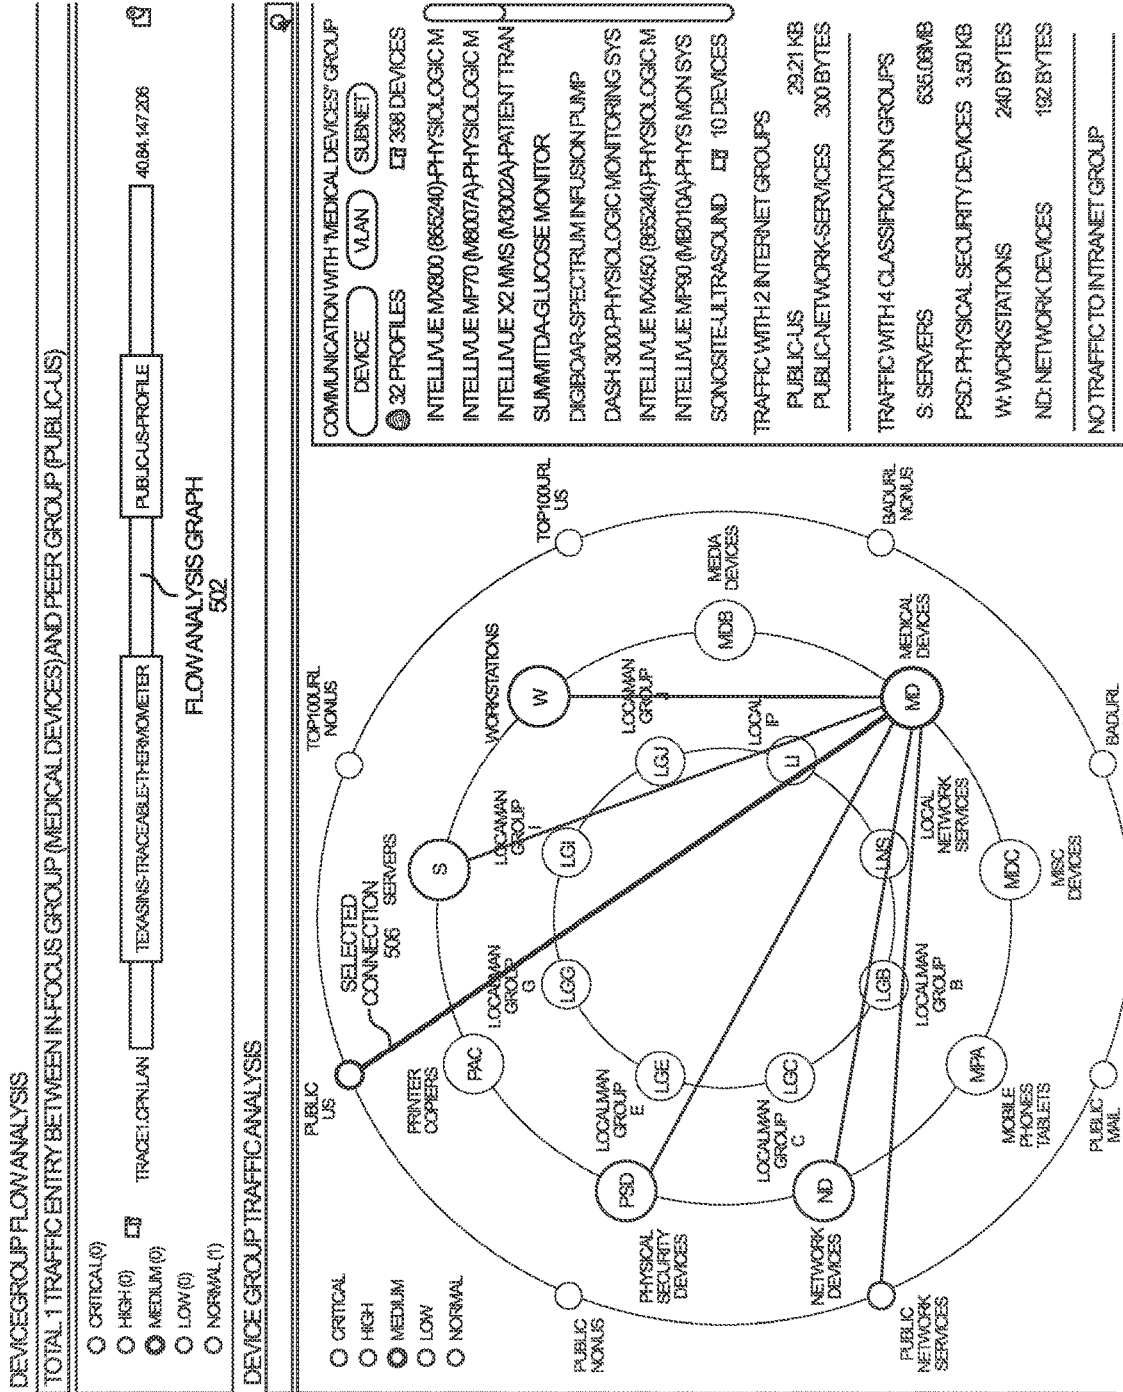 DEVICEGROUP FLOW ANALYSIS
TOTAL 1 TRAFFIC ENTRY BETWEEN IN-FOCUS GROUP (MEDICAL DEVICES) AND PEER GROUP (PUBLIC-US)
CRITICAL(0)
HIGH (0)
MEDIUM (0)
LOW (0)
NORMAL (1)
TRACE1.CPN.LAN
TEXASINS-TRACEABLE-THERMOMETER
PUBLIC-US-PROFILE
40.84.147.206
FLOW ANALYSIS GRAPH
502
DEVICE GROUP TRAFFIC ANALYSIS
CRITICAL
HIGH
MEDIUM
LOW
NORMAL
PUBLIC
US
SELECTED
CONNECTION
506
TOP100URL
NONUS
TOP100URL
US
BADURL
NONUS
BADURL
PUBLIC
MAIL
PUBLIC
NETWORK
SERVICES
PUBLIC
NONUS
PRINTER
COPIERS
PAC
SERVERS
S
WORKSTATIONS
W
MEDIA
DEVICES
MDB
MEDICAL
DEVICES
MD
MISC
DEVICES
MDC
MOBILE
PHONES
TABLETS
MPA
NETWORK
DEVICES
ND
PHYSICAL
SECURITY
DEVICES
PSD
LOCALMAN
GROUP
E
LGE
LOCALMAN
GROUP
G
LGG
LOCAMAN
GROUP
I
LGI
LOCAMAN
GROUP
J
LGJ
LOCAL
IP
LI
LOCAL
NETWORK
SERVICES
LNS
LOCALMAN
GROUP
B
LGB
LOCALMAN
GROUP
C
LGC
COMMUNICATION WITH "MEDICAL DEVICES" GROUP
DEVICE VLAN SUBNET
32 PROFILES 398 DEVICES
INTELLIVUE MX800 (865240)-PHYSIOLOGIC M
INTELLIVUE MP70 (M8007A)-PHYSIOLOGIC M
INTELLIVUE X2 MMS (M3002A)-PATIENT TRAN
SUMMITDA-GLUCOSE MONITOR
DIGIBOAR-SPECTRUM INFUSION PUMP
DASH 3000-PHYSIOLOGIC MONITORING SYS
INTELLIVUE MX450 (865240)-PHYSIOLOGIC M
INTELLIVUE MP90 (M8010A)-PHYS MON SYS
SONOSITE-ULTRASOUND 10 DEVICES
TRAFFIC WITH 2 INTERNET GROUPS
PUBLIC-US 29.21 KB
PUBLIC-NETWORK-SERVICES 300 BYTES
TRAFFIC WITH 4 CLASSIFICATION GROUPS
S: SERVERS 635.08MB
PSD: PHYSICAL SECURITY DEVICES 3.50 KB
W: WORKSTATIONS 240 BYTES
ND: NETWORK DEVICES 192 BYTES
NO TRAFFIC TO INTRANET GROUP